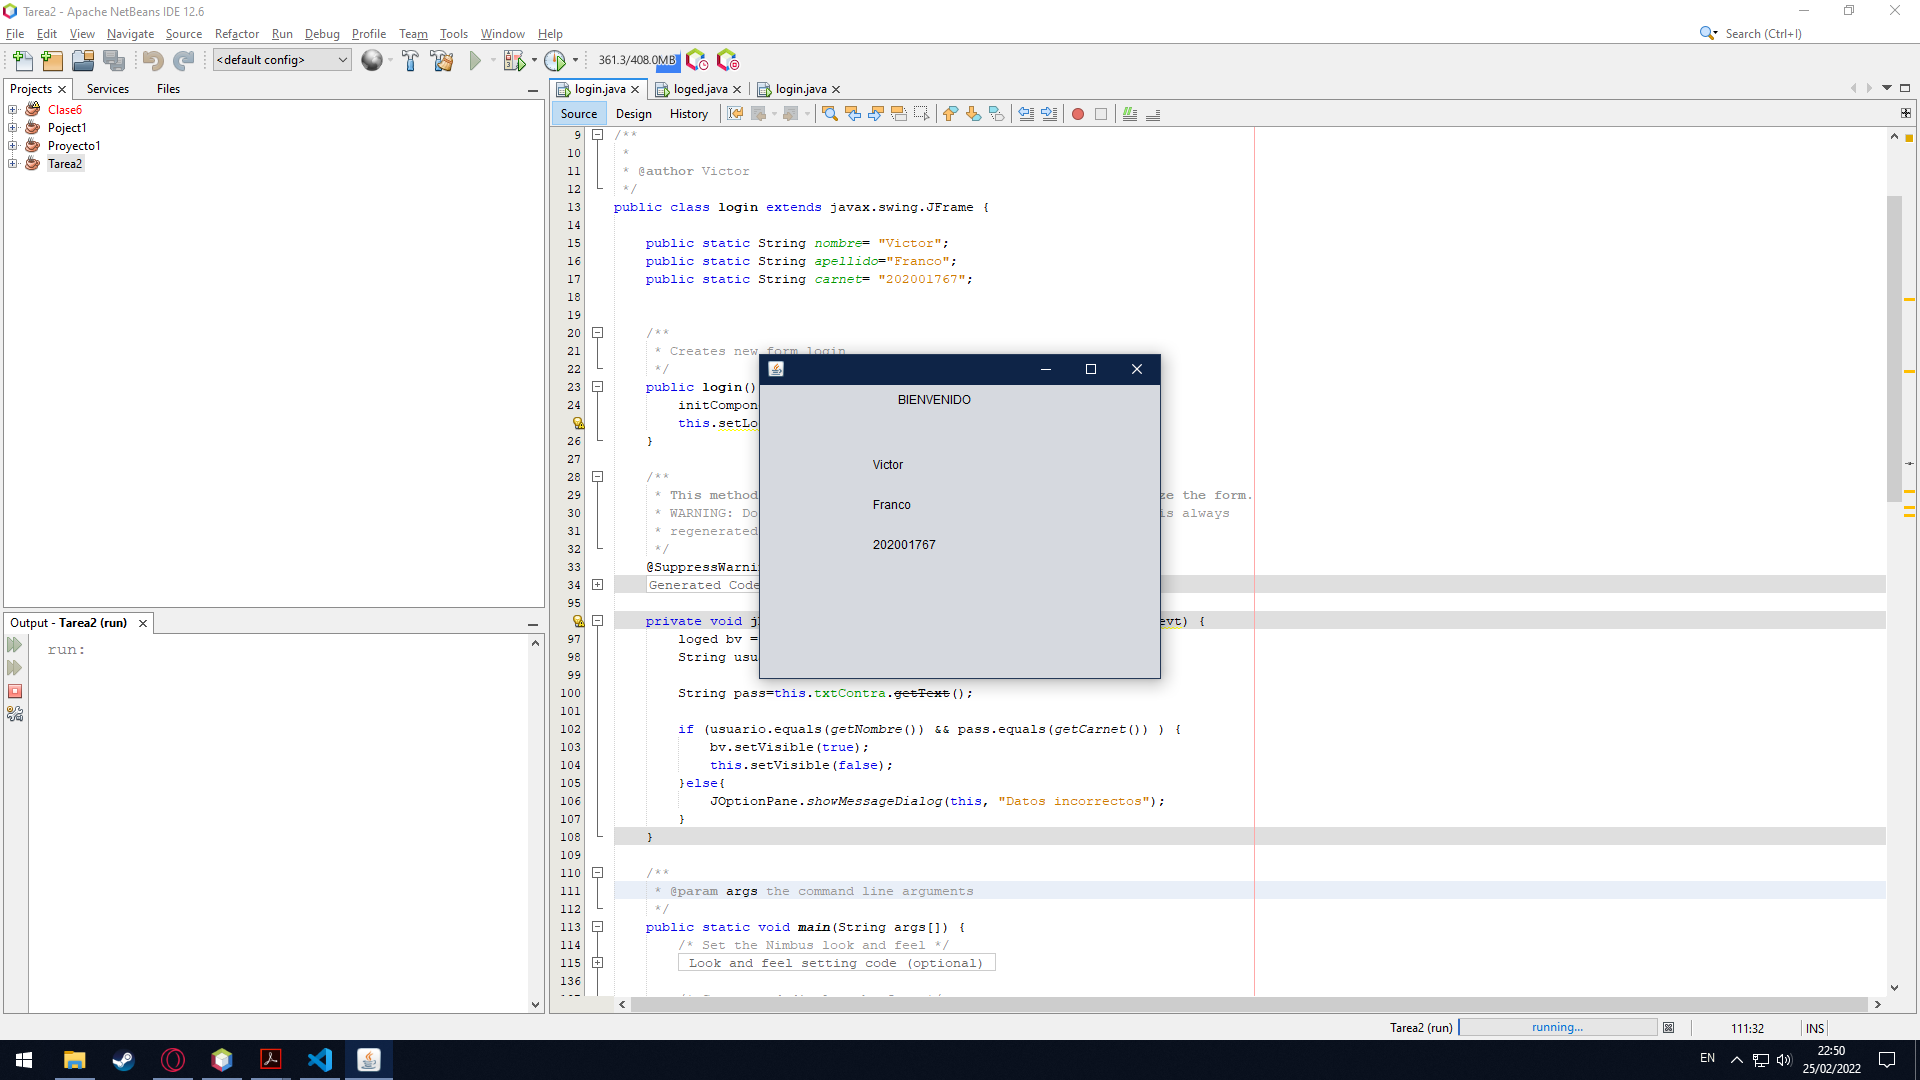 Tarea2 - Apache NetBeans IDE 12.6
File Edit View Navigate Source Refactor Run Debug Profile Team Tools Window Help
Search (Ctrl+I)
<default config>
361.3/408.0MB
Projects Services Files
Clase6
Poject1
Proyecto1
Tarea2
login.java loged.java login.java
Source Design History
9 /**
10 *
11 * @author Victor
12 */
13 public class login extends javax.swing.JFrame {
14
15 public static String nombre= "Victor";
16 public static String apellido="Franco";
17 public static String carnet= "202001767";
18
19
20 /**
21 * Creates new form login
22 */
23 public login()
24 initCompon
this.setLo
26 }
27
28 /**
29 * This method ze the form.
30 * WARNING: Do is always
31 * regenerated
32 */
33 @SuppressWarni
34 Generated Code
95
private void j evt) {
97 loged bv =
98 String usu
99
100 String pass=this.txtContra.getText();
101
102 if (usuario.equals(getNombre()) && pass.equals(getCarnet()) ) {
103 bv.setVisible(true);
104 this.setVisible(false);
105 }else{
106 JOptionPane.showMessageDialog(this, "Datos incorrectos");
107 }
108 }
109
110 /**
111 * @param args the command line arguments
112 */
113 public static void main(String args[]) {
114 /* Set the Nimbus look and feel */
115 Look and feel setting code (optional)
136
BIENVENIDO
Victor
Franco
202001767
Output - Tarea2 (run)
run:
Tarea2 (run) running... 111:32 INS
EN 22:50
25/02/2022